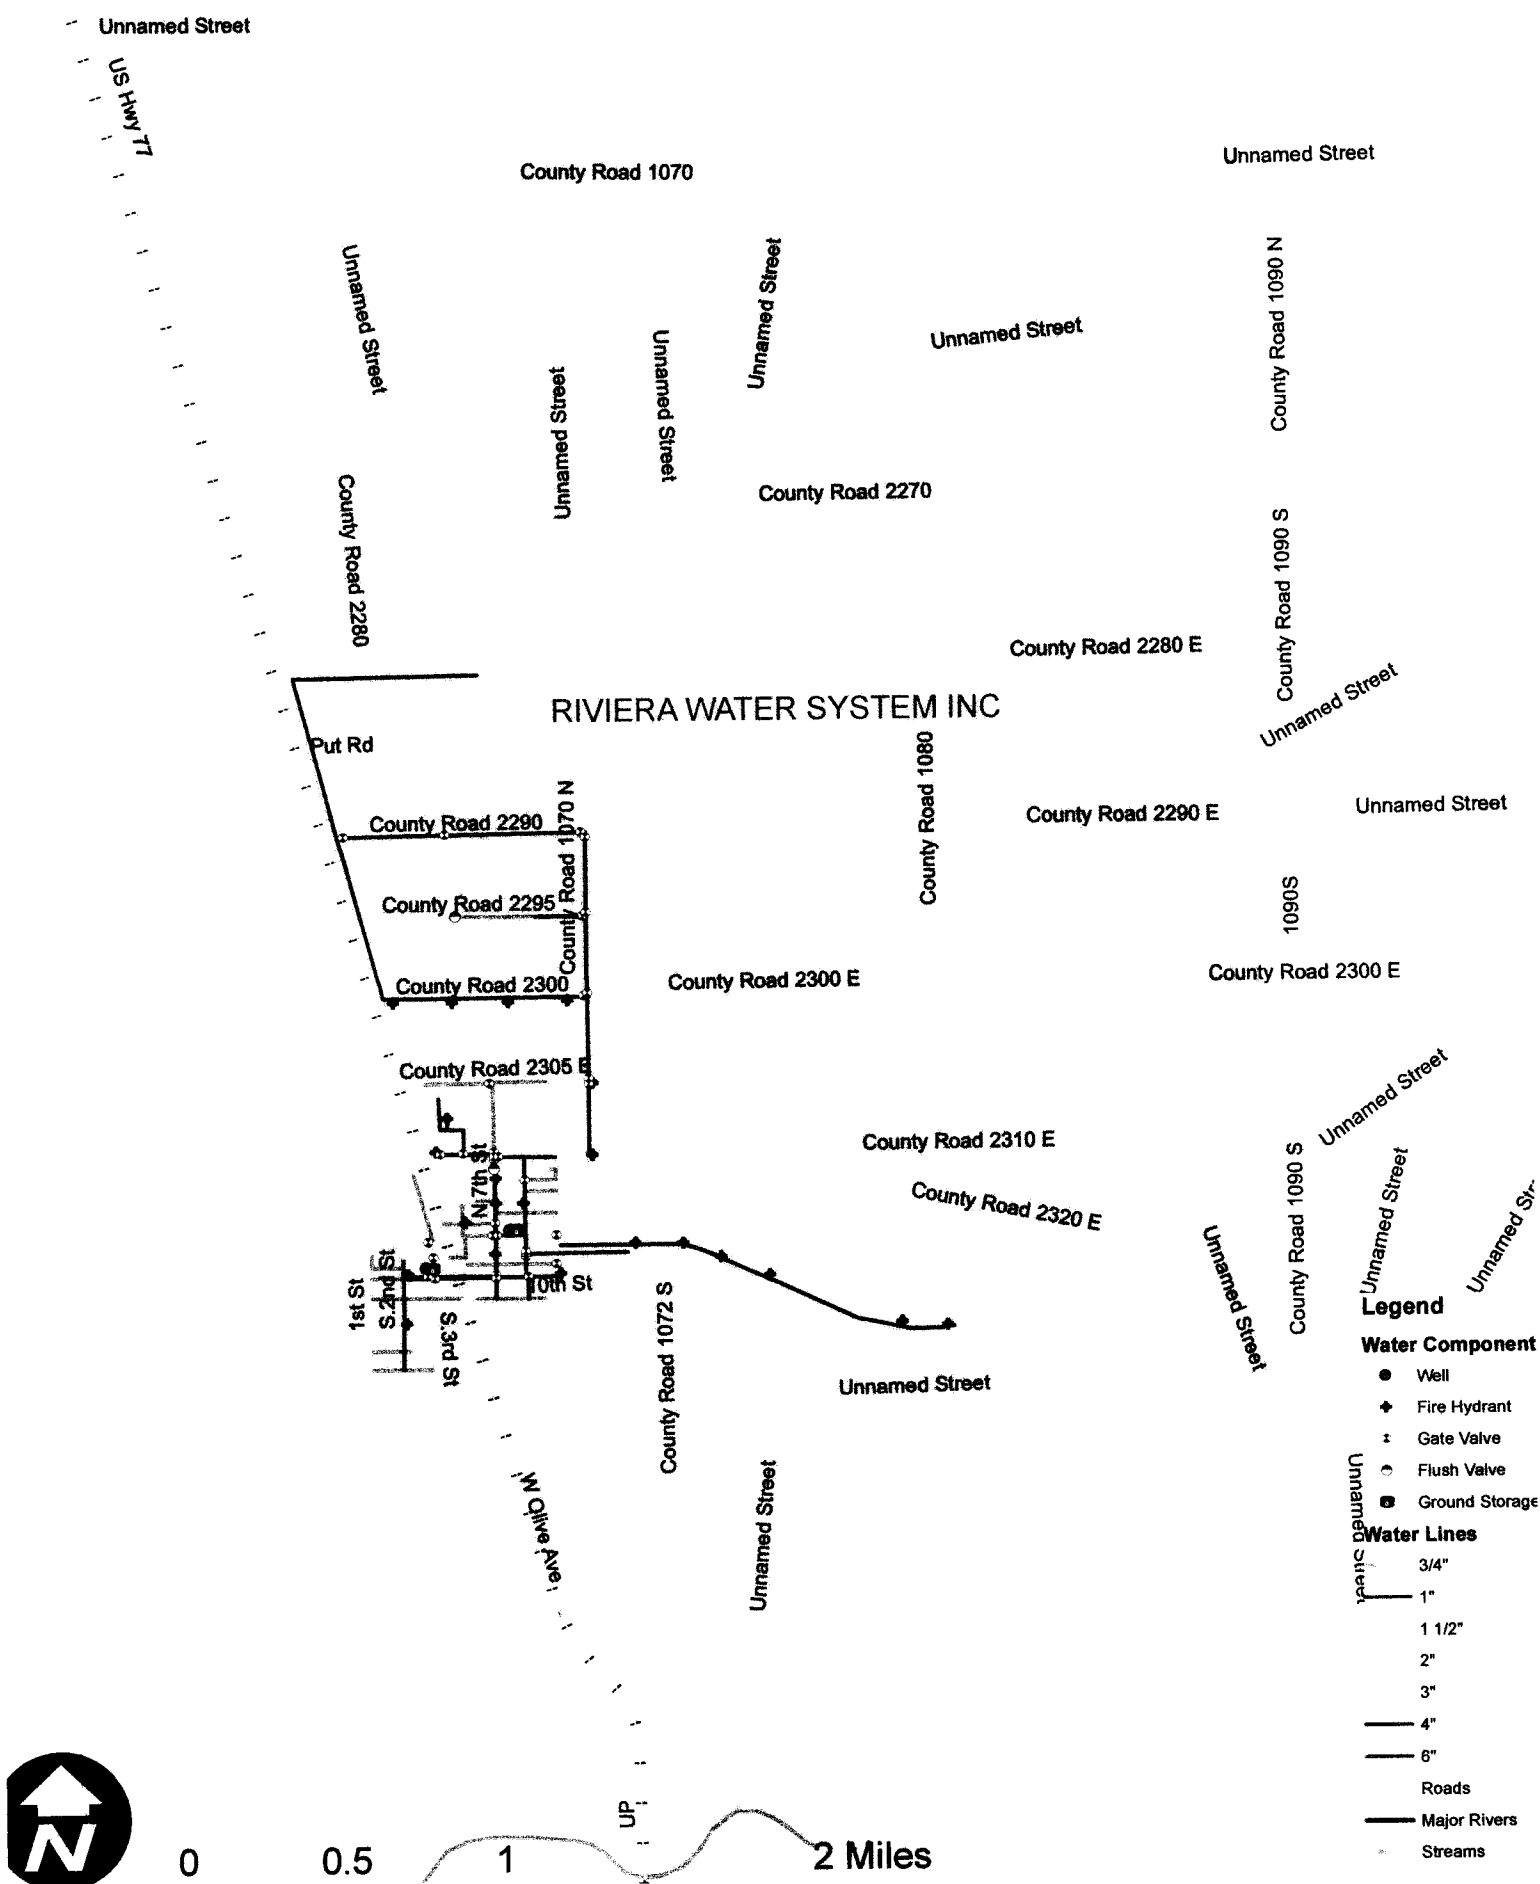 Unnamed Street
US Hwy 77
County Road 1070
Unnamed Street
Unnamed Street
Unnamed Street
County Road 1090 N
Unnamed Street
Unnamed Street
Unnamed Street
County Road 2280
County Road 2270
County Road 1090 S
County Road 2280 E
Unnamed Street
RIVIERA WATER SYSTEM INC
Put Rd
County Road 1080
County Road 1070 N
County Road 2290
County Road 2290 E
Unnamed Street
County Road 2295
1090S
County Road 2300
County Road 2300 E
County Road 2300 E
County Road 2305 E
Unnamed Street
County Road 2310 E
N 7th St
County Road 2320 E
County Road 1090 S
Unnamed Street
Unnamed Str
Unnamed Street
1st St
S.2nd St
10th St
S.3rd St
County Road 1072 S
Unnamed Street
Unnamed Street
W Olive Ave
Unnamed Street
UP
Legend
Water Component
Well
Fire Hydrant
Gate Valve
Flush Valve
Ground Storage
Water Lines
3/4"
1"
1 1/2"
2"
3"
4"
6"
Roads
Major Rivers
Streams
N
0 0.5 1 2 Miles